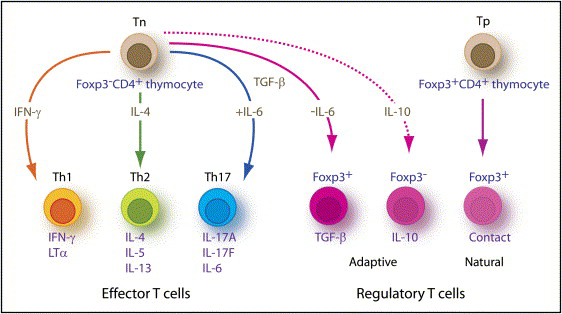 Tn
Tp
Foxp3⁻CD4⁺ thymocyte
TGF-β
Foxp3⁺CD4⁺ thymocyte
IFN-γ
IL-4
+IL-6
-IL-6
IL-10
Th1
Th2
Th17
Foxp3⁺
Foxp3⁻
Foxp3⁺
IFN-γ
LTα
IL-4
IL-5
IL-13
IL-17A
IL-17F
IL-6
TGF-β
IL-10
Contact
Adaptive
Natural
Effector T cells
Regulatory T cells